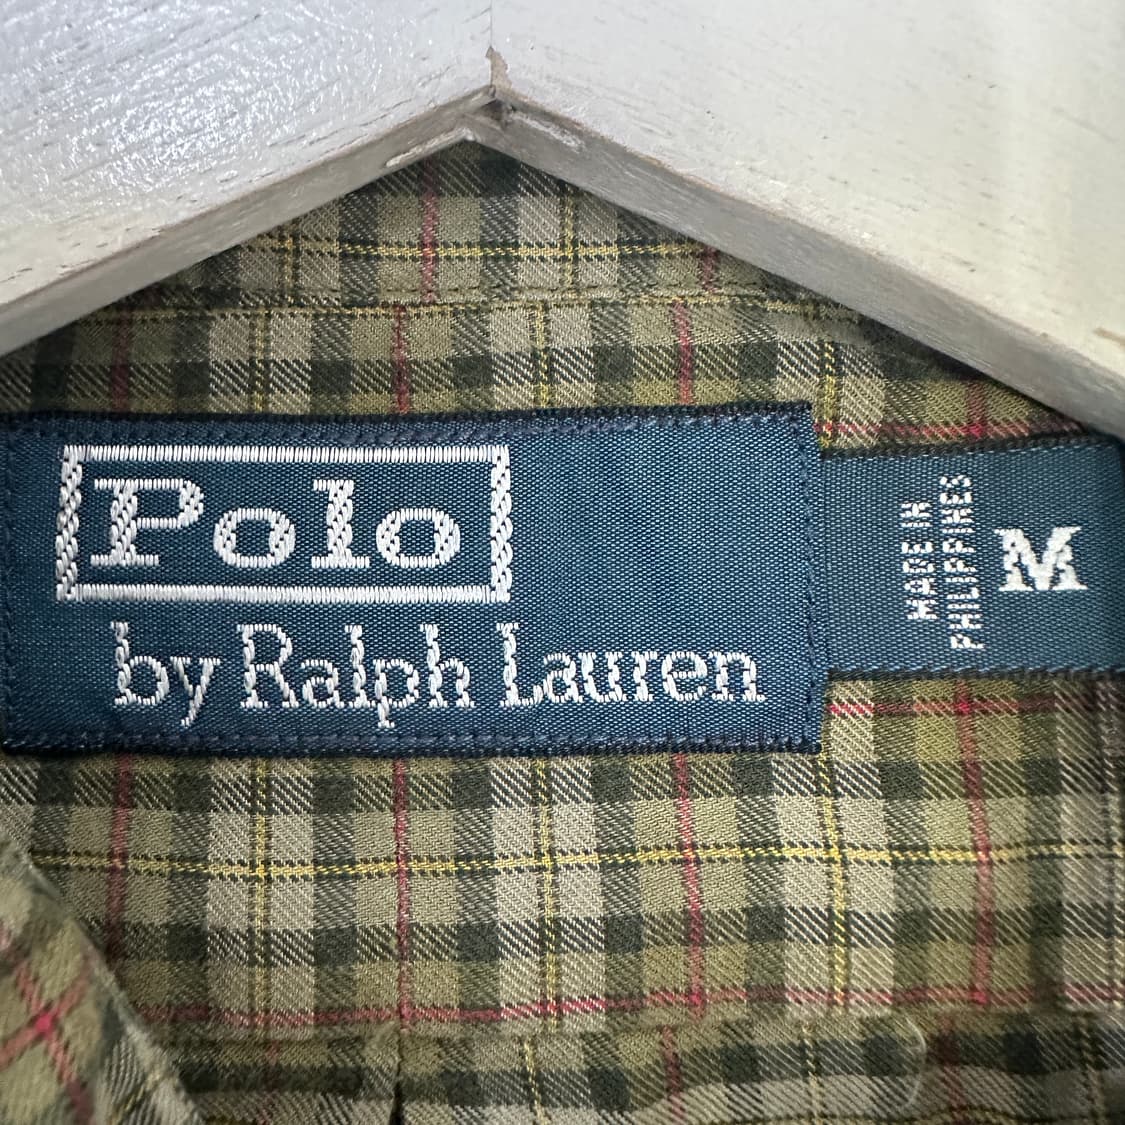 Polo
by Ralph Lauren
MADE IN
PHILIPPINES
M